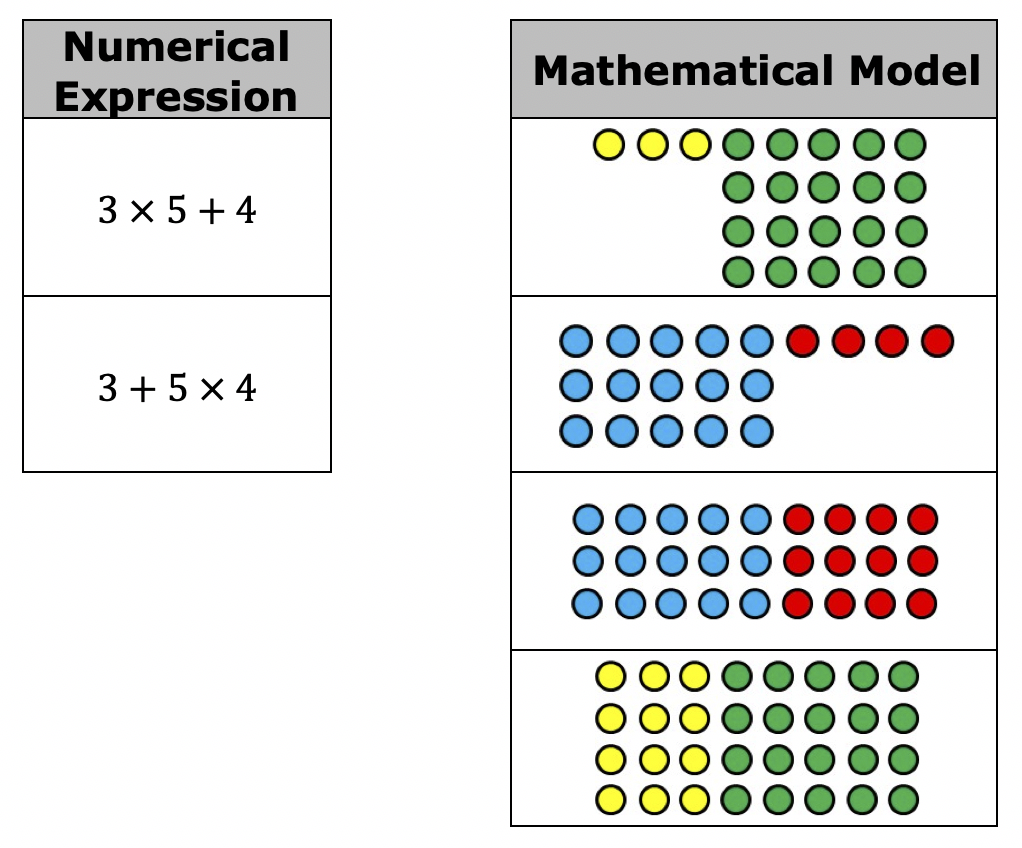 Numerical
Expression
3 × 5 + 4
3 + 5 × 4
Mathematical Model